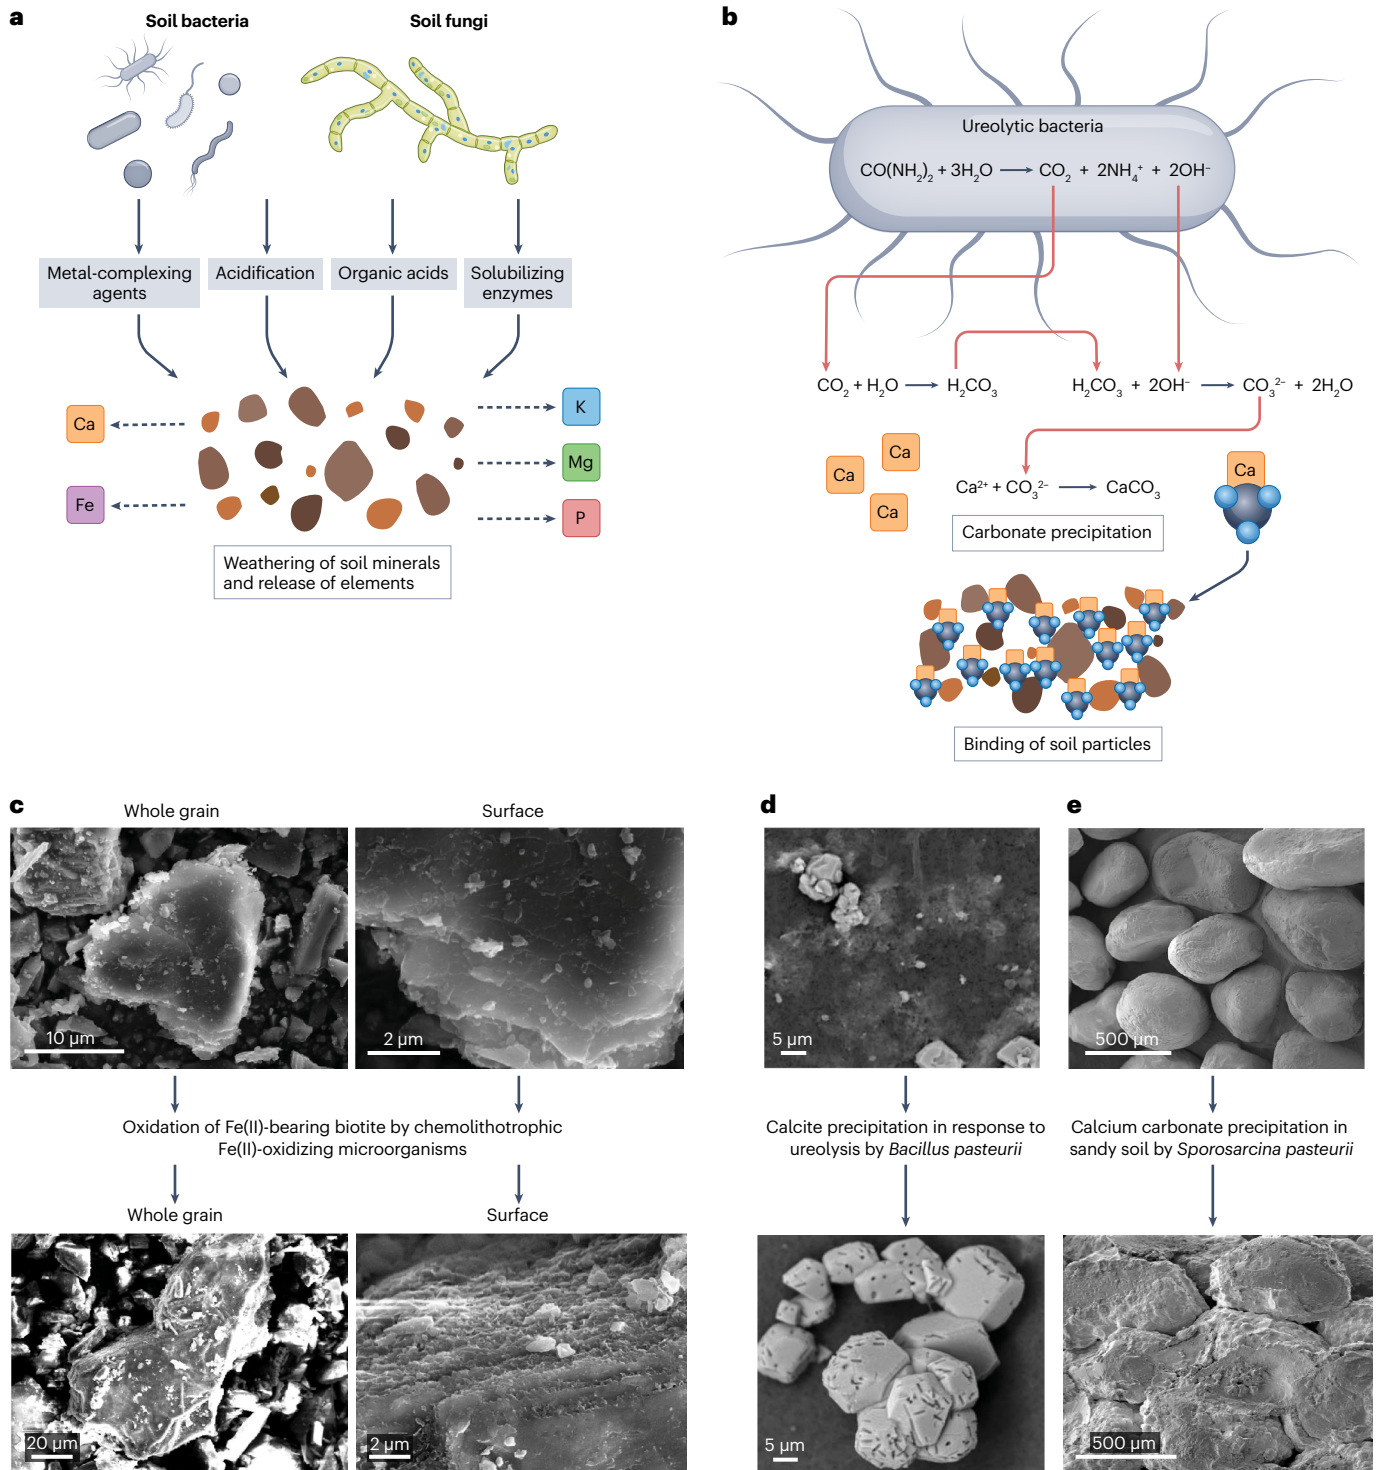 a
Soil bacteria
Soil fungi
Metal-complexing
agents
Acidification
Organic acids
Solubilizing
enzymes
Ca
Fe
K
Mg
P
Weathering of soil minerals
and release of elements
b
Ureolytic bacteria
CO(NH₂)₂ + 3H₂O → CO₂ + 2NH₄⁺ + 2OH⁻
CO₂ + H₂O → H₂CO₃
H₂CO₃ + 2OH⁻ → CO₃²⁻ + 2H₂O
Ca
Ca
Ca
Ca²⁺ + CO₃²⁻ → CaCO₃
Carbonate precipitation
Ca
Binding of soil particles
c
Whole grain
Surface
10 µm
2 µm
Oxidation of Fe(II)-bearing biotite by chemolithotrophic
Fe(II)-oxidizing microorganisms
Whole grain
Surface
20 µm
2 µm
d
5 µm
Calcite precipitation in response to
ureolysis by Bacillus pasteurii
5 µm
e
500 µm
Calcium carbonate precipitation in
sandy soil by Sporosarcina pasteurii
500 µm